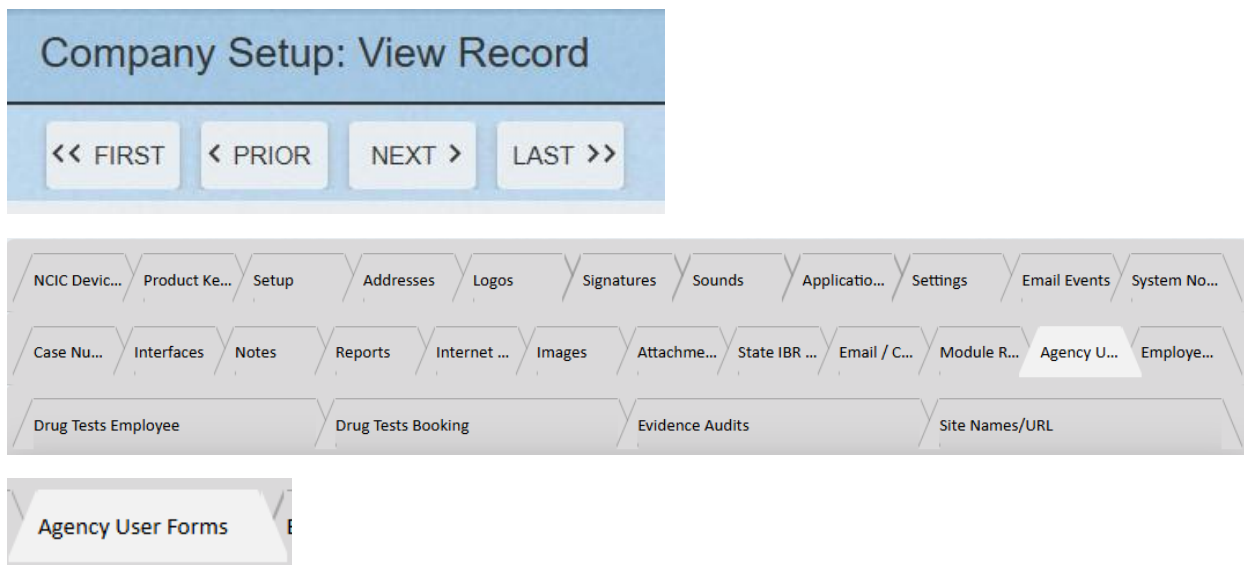 Company Setup: View Record
<< FIRST < PRIOR NEXT > LAST >>
NCIC Devic... Product Ke... Setup Addresses Logos Signatures Sounds Applicatio... Settings Email Events System No...
Case Nu... Interfaces Notes Reports Internet ... Images Attachme... State IBR ... Email / C... Module R... Agency U... Employe...
Drug Tests Employee Drug Tests Booking Evidence Audits Site Names/URL
Agency User Forms